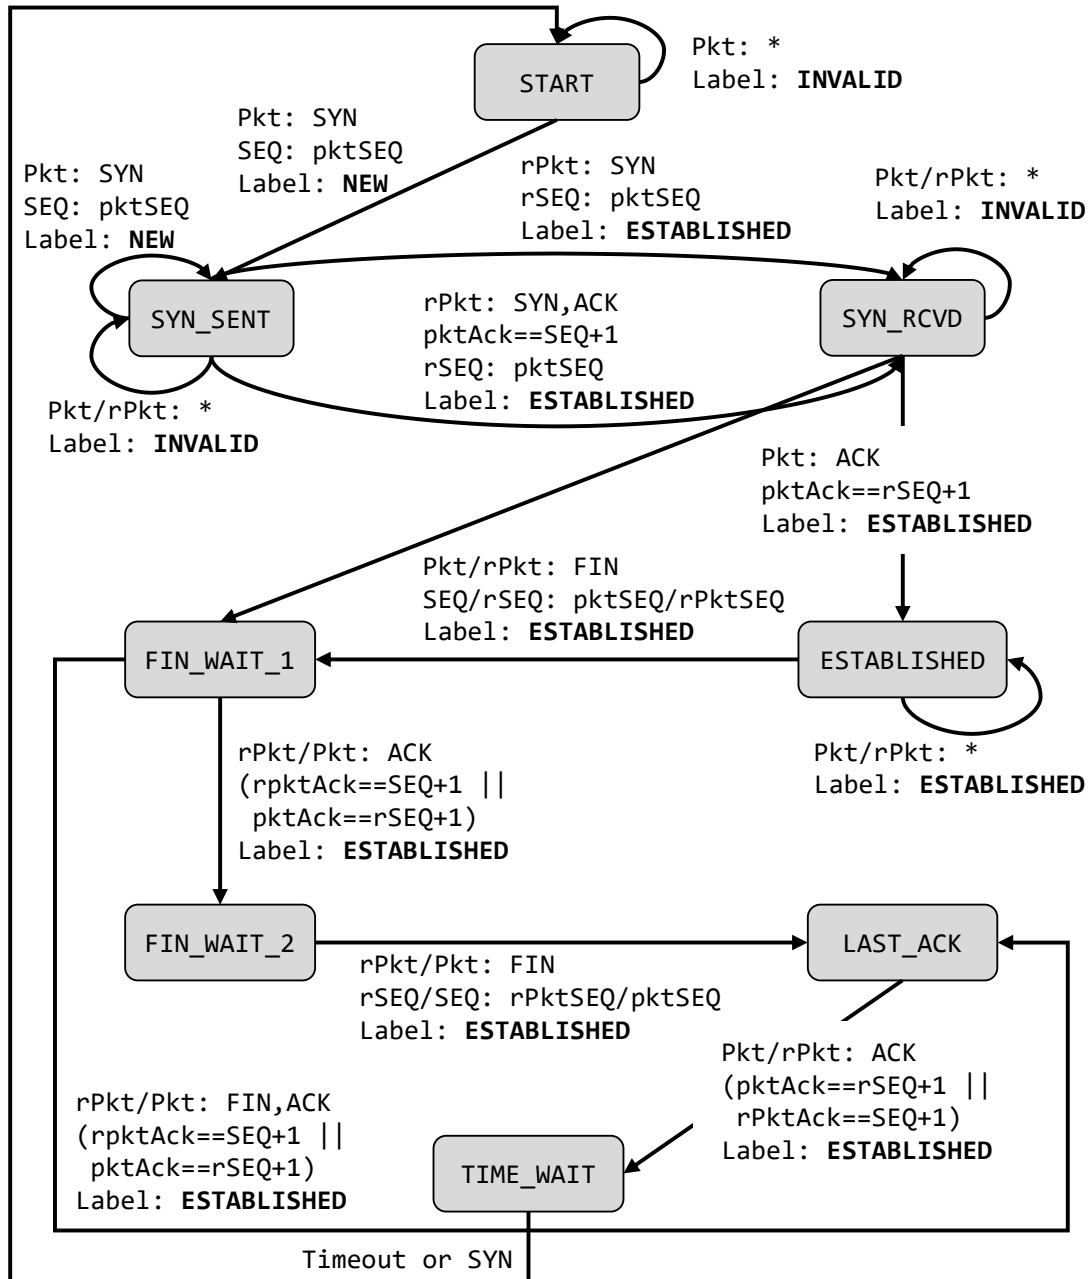 START
Pkt: *
Label: INVALID
Pkt: SYN
SEQ: pktSEQ
Label: NEW
Pkt: SYN
SEQ: pktSEQ
Label: NEW
rPkt: SYN
rSEQ: pktSEQ
Label: ESTABLISHED
Pkt/rPkt: *
Label: INVALID
SYN_SENT
rPkt: SYN,ACK
pktAck==SEQ+1
rSEQ: pktSEQ
Label: ESTABLISHED
SYN_RCVD
Pkt/rPkt: *
Label: INVALID
Pkt: ACK
pktAck==rSEQ+1
Label: ESTABLISHED
Pkt/rPkt: FIN
SEQ/rSEQ: pktSEQ/rPktSEQ
Label: ESTABLISHED
FIN_WAIT_1
ESTABLISHED
rPkt/Pkt: ACK
(rpktAck==SEQ+1 ||
pktAck==rSEQ+1)
Label: ESTABLISHED
Pkt/rPkt: *
Label: ESTABLISHED
FIN_WAIT_2
LAST_ACK
rPkt/Pkt: FIN
rSEQ/SEQ: rPktSEQ/pktSEQ
Label: ESTABLISHED
Pkt/rPkt: ACK
(pktAck==rSEQ+1 ||
rPktAck==SEQ+1)
Label: ESTABLISHED
rPkt/Pkt: FIN,ACK
(rpktAck==SEQ+1 ||
pktAck==rSEQ+1)
Label: ESTABLISHED
TIME_WAIT
Timeout or SYN